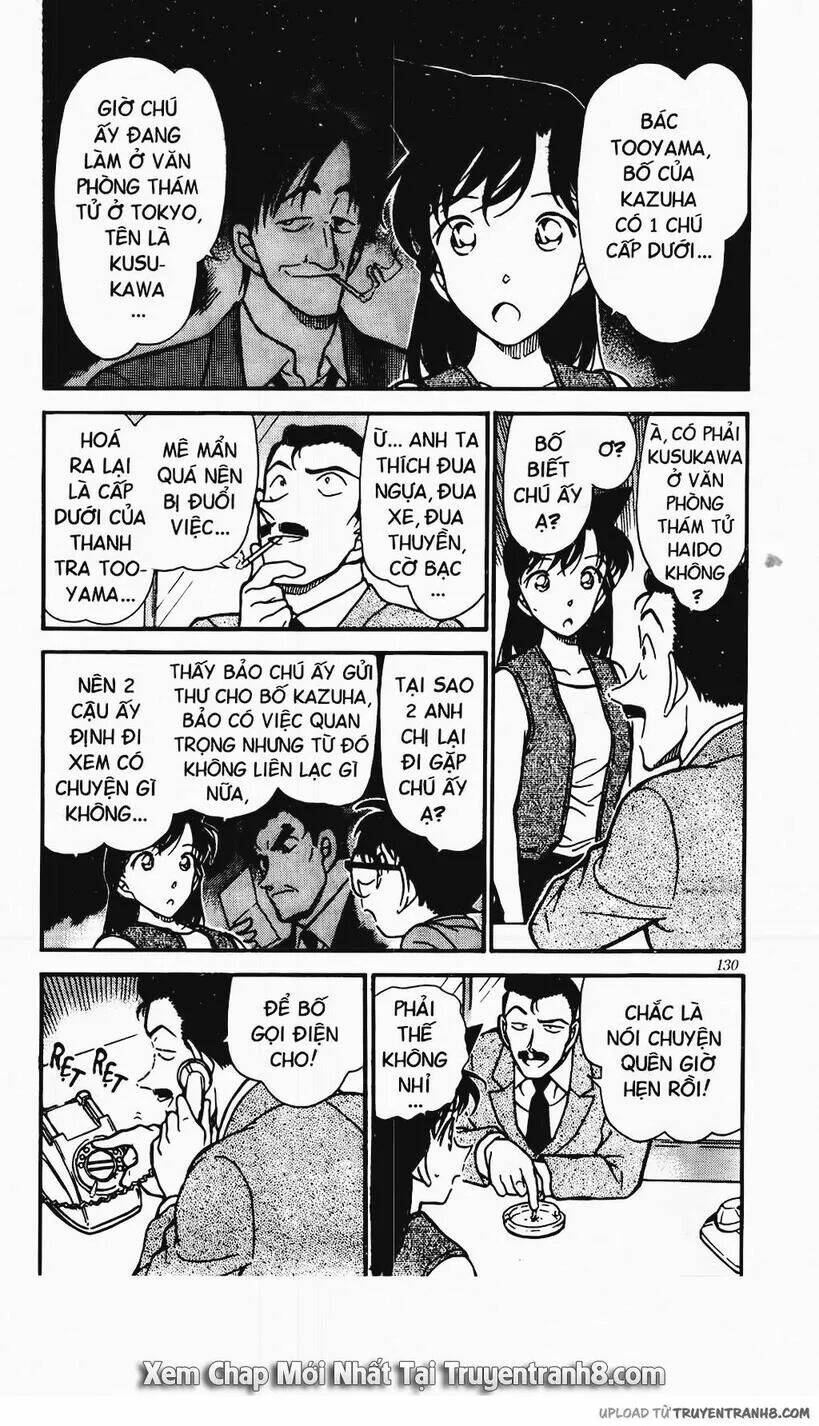 BÁC
TOOYAMA,
BỐ CỦA
KAZUHA
CÓ 1 CHÚ
CẤP DƯỚI...
GIỜ CHÚ
ẤY ĐANG
LÀM Ở VĂN
PHÒNG THÁM
TỬ Ở TOKYO,
TÊN LÀ
KUSU-
KAWA
...
À, CÓ PHẢI
KUSUKAWA
Ở VĂN
PHÒNG
THÁM TỬ
HAIDO
KHÔNG
?
Ơ?
BỐ
BIẾT
CHÚ ẤY
Ạ?
Ừ... ANH TA
THÍCH ĐUA
NGỰA, ĐUA
XE, ĐUA
THUYỀN,
CỜ BẠC
...
MÊ MẨN
QUÁ NÊN
BỊ ĐUỔI
VIỆC...
HOÁ
RA LẠI
LÀ CẤP
DƯỚI CỦA
THANH
TRA TOO-
YAMA...
TẠI SAO
2 ANH
CHỊ LẠI
ĐI GẶP
CHÚ ẤY
Ạ?
THẤY BẢO CHÚ ẤY GỬI
THƯ CHO BỐ KAZUHA,
BẢO CÓ VIỆC QUAN
TRỌNG NHƯNG TỪ ĐÓ
KHÔNG LIÊN LẠC GÌ
NỮA,
NÊN 2
CẬU ẤY
ĐỊNH ĐI
XEM CÓ
CHUYỆN GÌ
KHÔNG...
130
CHẮC LÀ
NÓI CHUYỆN
QUÊN GIỜ
HẸN RỒI!
PHẢI
THẾ
KHÔNG
NHỈ
...
ĐỂ BỐ
GỌI ĐIỆN
CHO!
RẸT RẸT
Xem Chap Mới Nhất Tại Truyentranh8.com
UPLOAD TỪ TRUYENTRANH8.COM